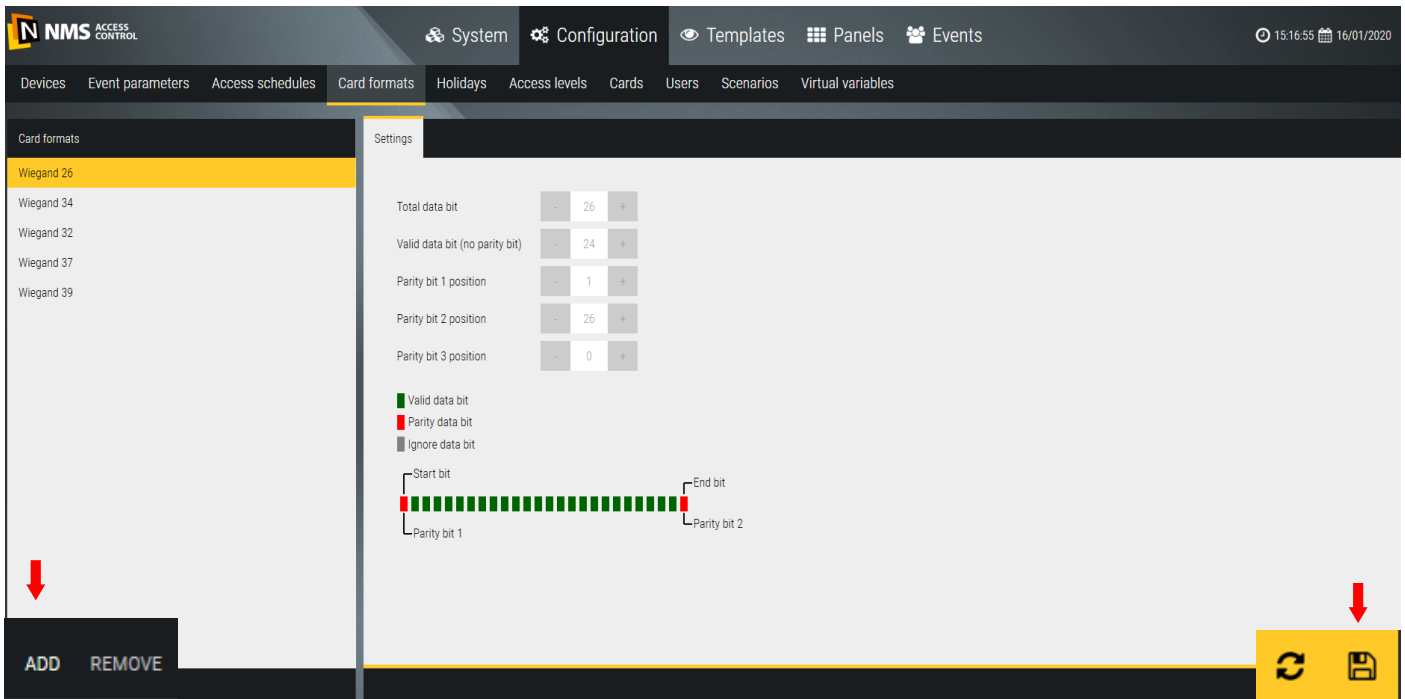 N NMS ACCESS CONTROL
System Configuration Templates Panels Events
15:16:55 16/01/2020
Devices Event parameters Access schedules Card formats Holidays Access levels Cards Users Scenarios Virtual variables
Card formats
Wiegand 26
Wiegand 34
Wiegand 32
Wiegand 37
Wiegand 39
Settings
Total data bit - 26 +
Valid data bit (no parity bit) - 24 +
Parity bit 1 position - 1 +
Parity bit 2 position - 26 +
Parity bit 3 position - 0 +
Valid data bit
Parity data bit
Ignore data bit
Start bit
End bit
Parity bit 1
Parity bit 2
ADD REMOVE